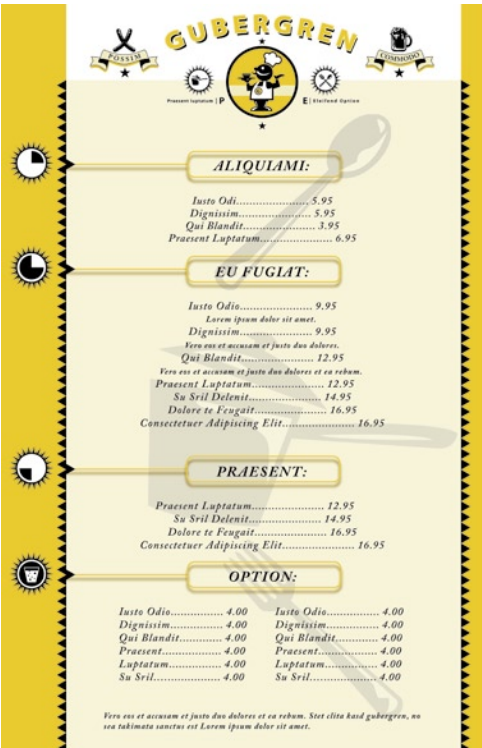 GUBERGREN
POSSIM
COMMODO
Praesent luptatum | P
E | Eleifend Option
ALIQUIAMI:
Iusto Odi........................ 5.95
Dignissim........................ 5.95
Qui Blandit........................ 3.95
Praesent Luptatum........................ 6.95
EU FUGIAT:
Iusto Odio........................ 9.95
Lorem ipsum dolor sit amet.
Dignissim........................ 9.95
Vero eos et accusam et justo duo dolores.
Qui Blandit........................ 12.95
Vero eos et accusam et justo duo dolores et ea rebum.
Praesent Luptatum........................ 12.95
Su Sril Delenit........................ 14.95
Dolore te Feugait........................ 16.95
Consectetuer Adipiscing Elit........................ 16.95
PRAESENT:
Praesent Luptatum........................ 12.95
Su Sril Delenit........................ 14.95
Dolore te Feugait........................ 16.95
Consectetuer Adipiscing Elit........................ 16.95
OPTION:
Iusto Odio................. 4.00 Iusto Odio................. 4.00
Dignissim................. 4.00 Dignissim................. 4.00
Qui Blandit.............. 4.00 Qui Blandit.............. 4.00
Praesent................. 4.00 Praesent................. 4.00
Luptatum................. 4.00 Luptatum................. 4.00
Su Sril................. 4.00 Su Sril................. 4.00
Vero eos et accusam et justo duo dolores et ea rebum. Stet clita kasd gubergren, no
sea takimata sanctus est Lorem ipsum dolor sit amet.